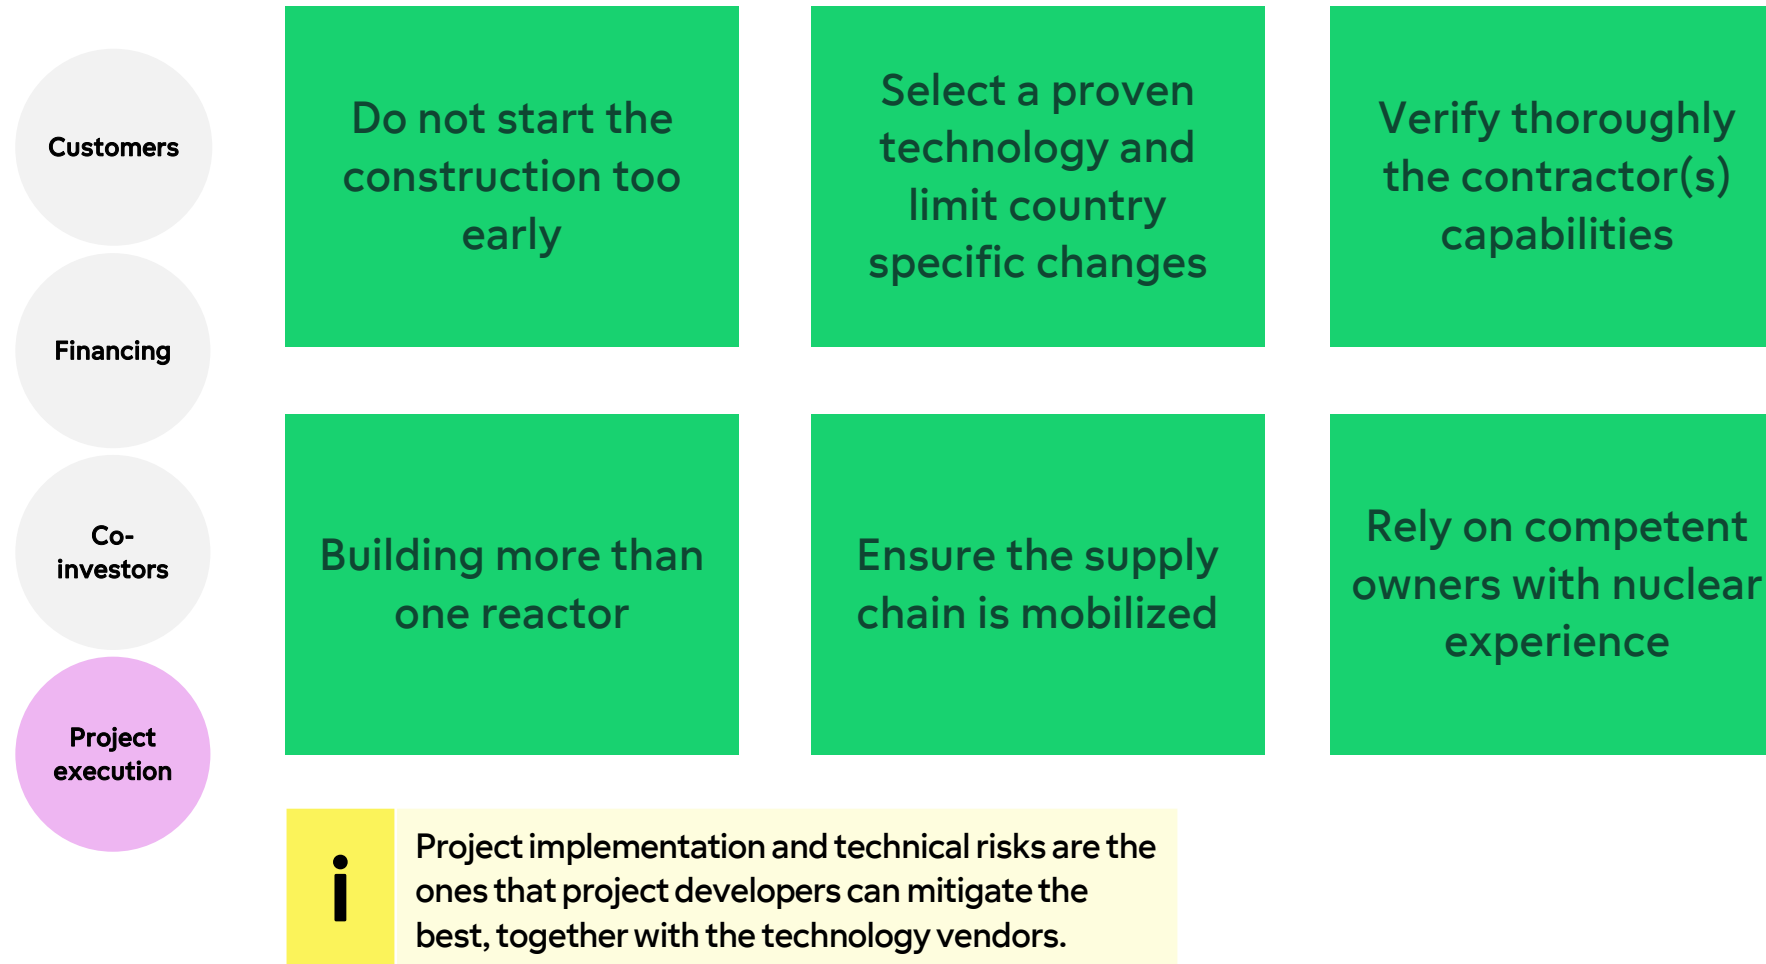 Customers
Financing
Co-
investors
Project
execution
Do not start the
construction too
early
Select a proven
technology and
limit country
specific changes
Verify thoroughly
the contractor(s)
capabilities
Building more than
one reactor
Ensure the supply
chain is mobilized
Rely on competent
owners with nuclear
experience
i
Project implementation and technical risks are the
ones that project developers can mitigate the
best, together with the technology vendors.